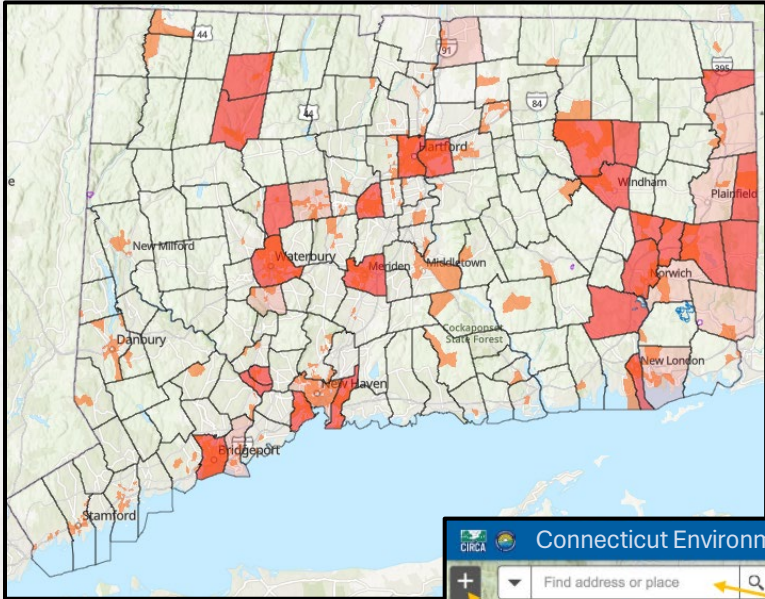 44
91
395
44
84
Hartford
e
Windham
Plainfield
New Milford
Waterbury
Meriden
Middletown
Norwich
Danbury
Cockaponset
State Forest
New London
New Haven
Bridgeport
Stamford
CIRCA
Connecticut Environm
+
Find address or place